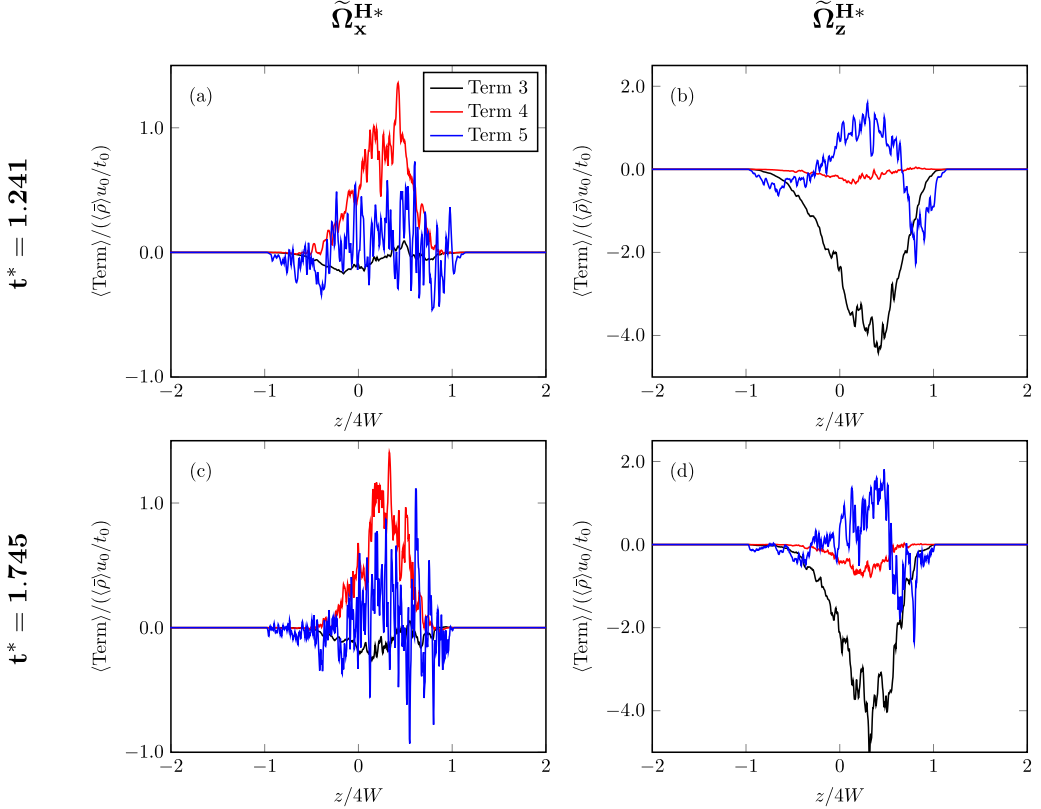 Ω̃ₓᴴ* Ω̃_zᴴ*
t* = 1.241
(a)
Term 3
Term 4
Term 5
1.0
0.0
−1.0
⟨Term⟩/(⟨ρ̄⟩u₀/t₀)
−2 −1 0 1 2
z/4W
(b)
2.0
0.0
−2.0
−4.0
⟨Term⟩/(⟨ρ̄⟩u₀/t₀)
−2 −1 0 1 2
z/4W
t* = 1.745
(c)
1.0
0.0
−1.0
⟨Term⟩/(⟨ρ̄⟩u₀/t₀)
−2 −1 0 1 2
z/4W
(d)
2.0
0.0
−2.0
−4.0
⟨Term⟩/(⟨ρ̄⟩u₀/t₀)
−2 −1 0 1 2
z/4W